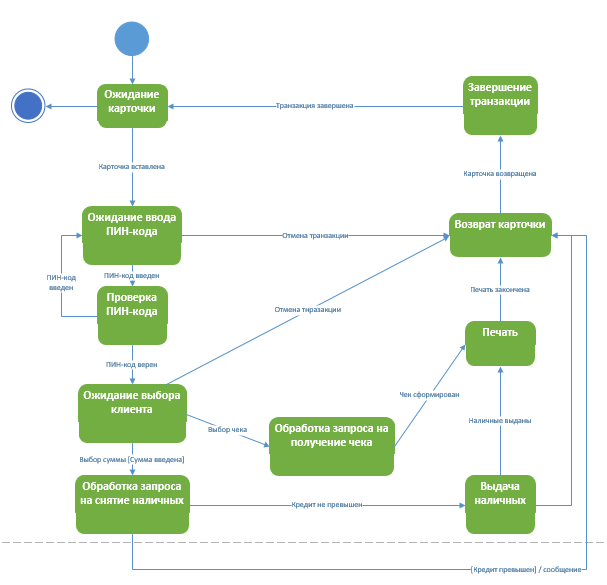 Ожидание
карточки
Завершение
транзакции
Транзакция завершена
Карточка вставлена
Карточка возвращена
Ожидание ввода
ПИН-кода
Отмена транзакции
Возврат карточки
ПИН-код
введен
ПИН-код введен
Проверка
ПИН-кода
Печать закончена
Отмена тиразакции
Печать
ПИН-код верен
Ожидание выбора
клиента
Чек сформирован
Выбор чека
Обработка запроса на
получение чека
Наличные выданы
Выбор суммы [Сумма введена]
Обработка запроса
на снятие наличных
Кредит не превышен
Выдача
наличных
[Кредит превышен] / сообщение